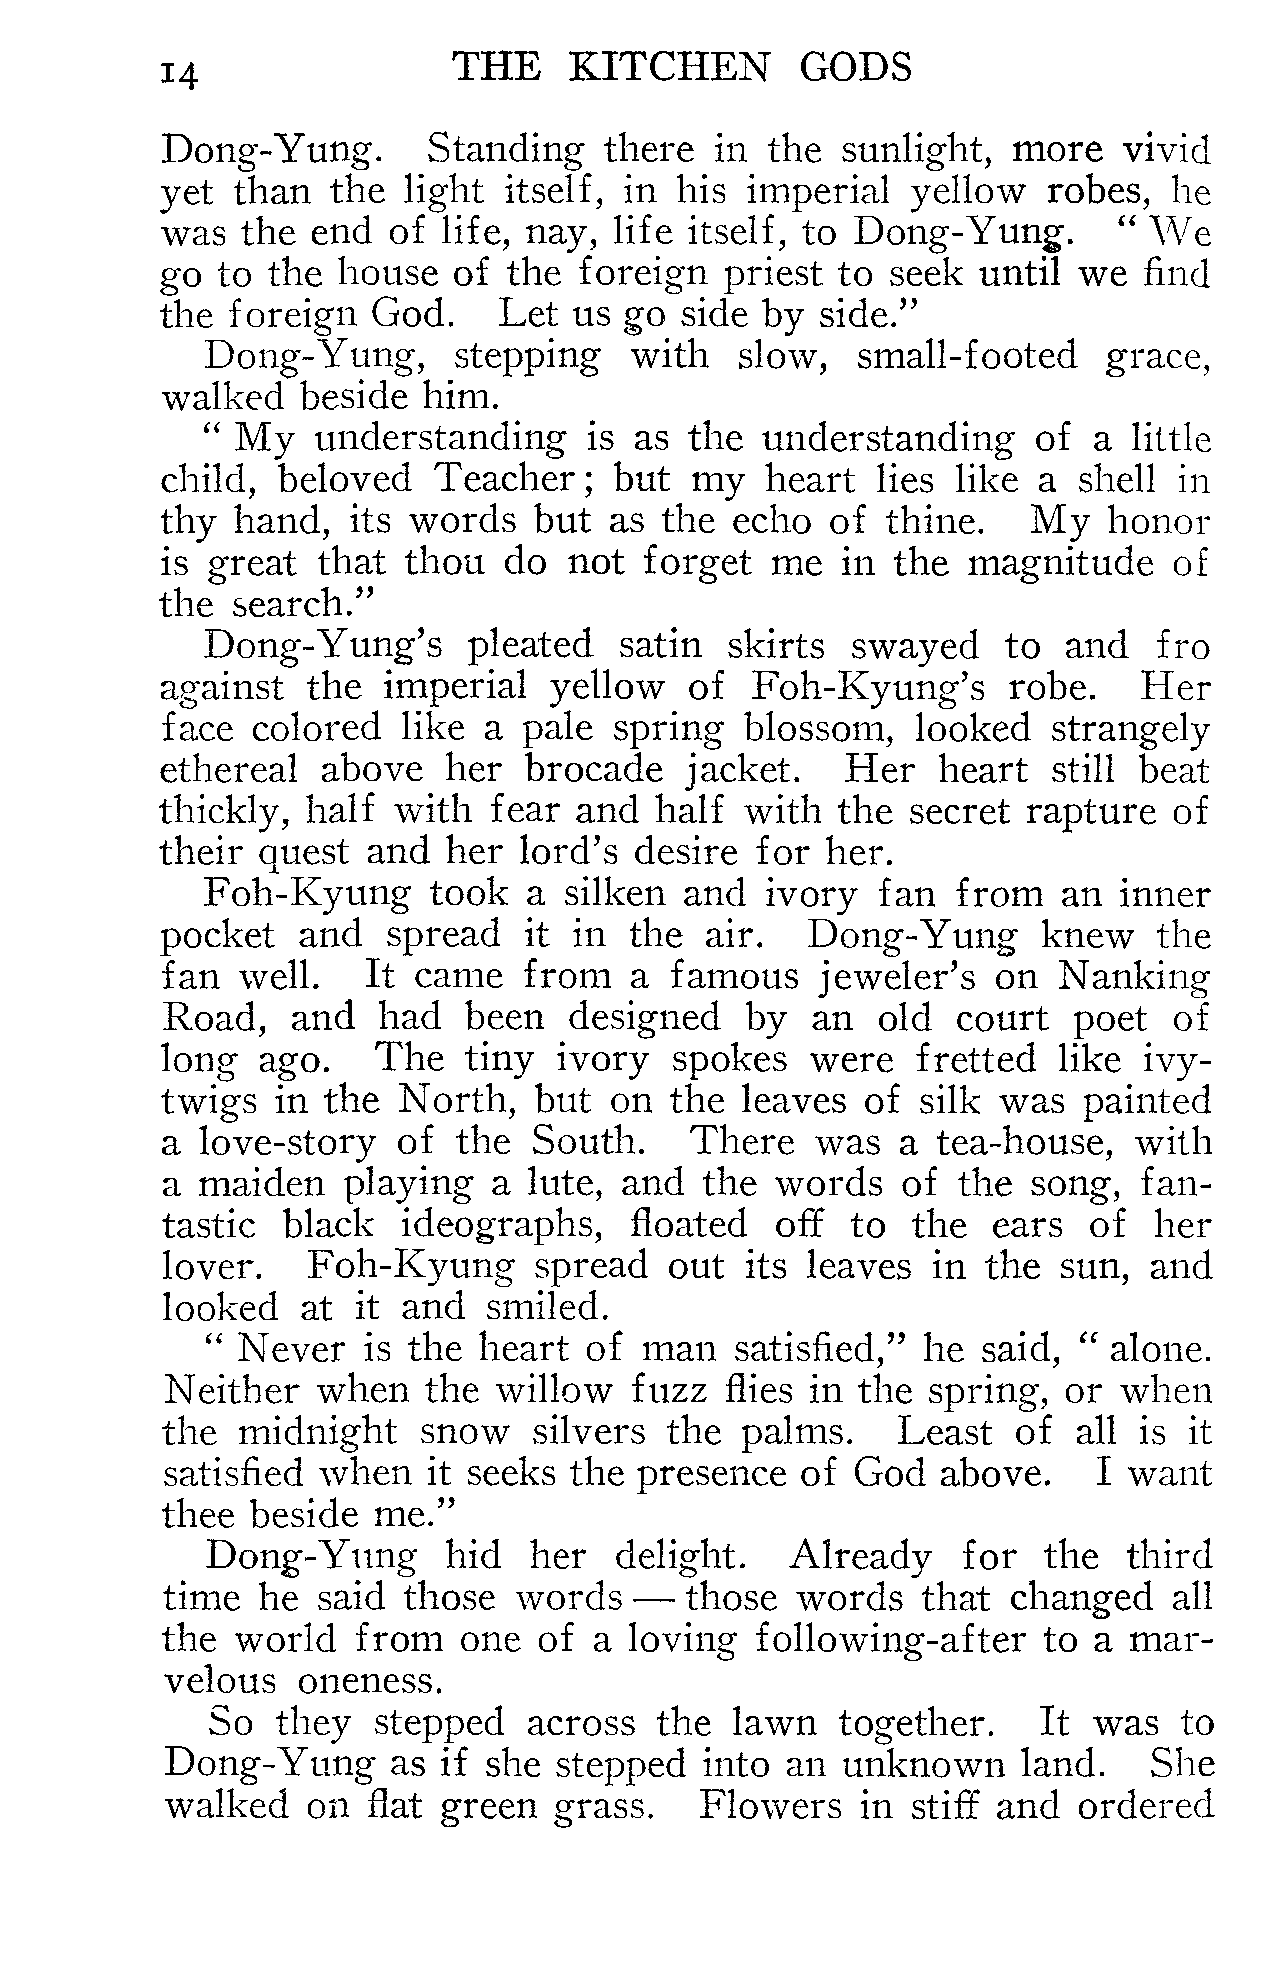 14 THE KITCHEN GODS
Dong-Yung. Standing there in the sunlight, more vivid
yet than the light itself, in his imperial yellow robes, he
was the end of life, nay, life itself, to Dong-Yung. “ We
go to the house of the foreign priest to seek until we find
the foreign God. Let us go side by side.”
Dong-Yung, stepping with slow, small-footed grace,
walked beside him.
“ My understanding is as the understanding of a little
child, beloved Teacher ; but my heart lies like a shell in
thy hand, its words but as the echo of thine. My honor
is great that thou do not forget me in the magnitude of
the search.”
Dong-Yung’s pleated satin skirts swayed to and fro
against the imperial yellow of Foh-Kyung’s robe. Her
face colored like a pale spring blossom, looked strangely
ethereal above her brocade jacket. Her heart still beat
thickly, half with fear and half with the secret rapture of
their quest and her lord’s desire for her.
Foh-Kyung took a silken and ivory fan from an inner
pocket and spread it in the air. Dong-Yung knew the
fan well. It came from a famous jeweler’s on Nanking
Road, and had been designed by an old court poet of
long ago. The tiny ivory spokes were fretted like ivy-
twigs in the North, but on the leaves of silk was painted
a love-story of the South. There was a tea-house, with
a maiden playing a lute, and the words of the song, fan-
tastic black ideographs, floated off to the ears of her
lover. Foh-Kyung spread out its leaves in the sun, and
looked at it and smiled.
“ Never is the heart of man satisfied,” he said, “ alone.
Neither when the willow fuzz flies in the spring, or when
the midnight snow silvers the palms. Least of all is it
satisfied when it seeks the presence of God above. I want
thee beside me.”
Dong-Yung hid her delight. Already for the third
time he said those words — those words that changed all
the world from one of a loving following-after to a mar-
velous oneness.
So they stepped across the lawn together. It was to
Dong-Yung as if she stepped into an unknown land. She
walked on flat green grass. Flowers in stiff and ordered